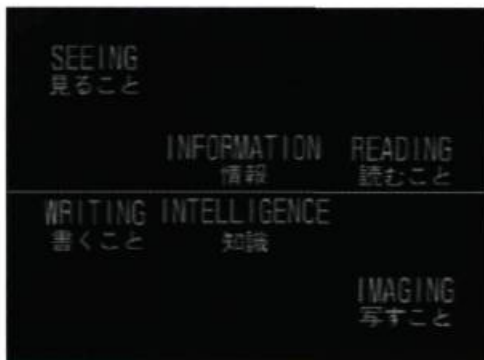 SEEING
見ること
INFORMATION READING
情報 読むこと
WRITING INTELLIGENCE
書くこと 知識
IMAGING
写すこと